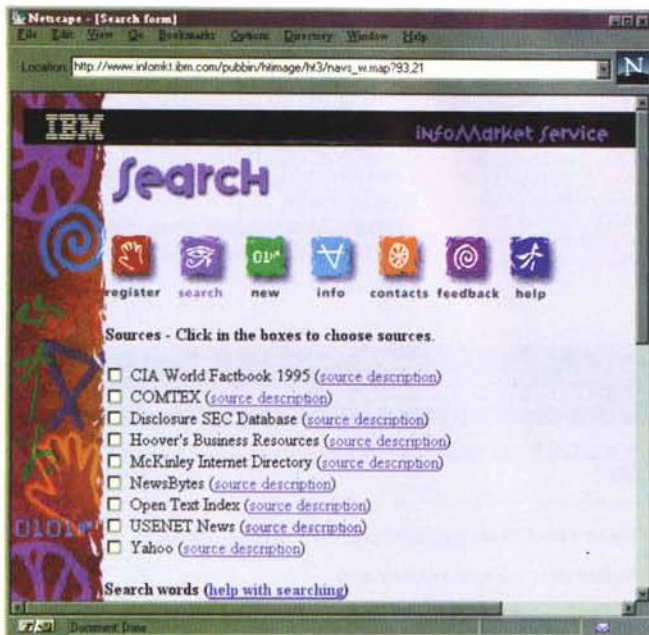 Netscape - [Search form]
File Edit View Go Bookmarks Options Directory Window Help
Location: http://www.infomkt.ibm.com/pubbin/htimage/ht3/navs_w.map?93,21
N
IBM
infoMarket service
Search
01
register search new info contacts feedback help
Sources - Click in the boxes to choose sources.
CIA World Factbook 1995 (source description)
COMTEX (source description)
Disclosure SEC Database (source description)
Hoover's Business Resources (source description)
McKinley Internet Directory (source description)
NewsBytes (source description)
Open Text Index (source description)
USENET News (source description)
Yahoo (source description)
0101
Search words (help with searching)
Document: Done